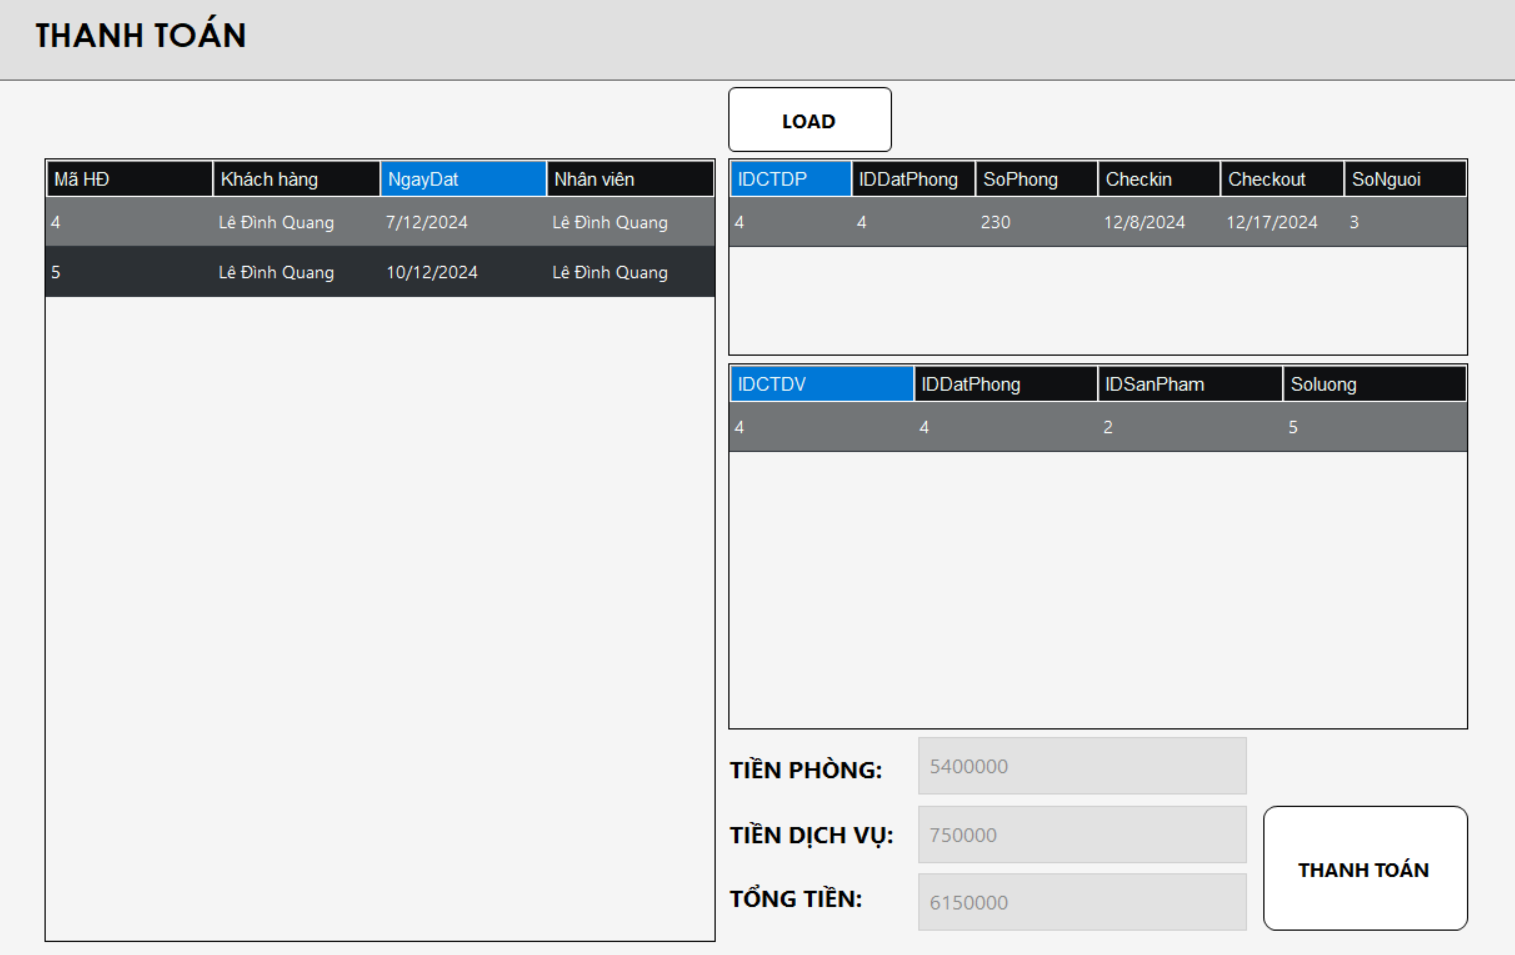 THANH TOÁN
LOAD
Mã HĐ Khách hàng NgayDat Nhân viên
4 Lê Đình Quang 7/12/2024 Lê Đình Quang
5 Lê Đình Quang 10/12/2024 Lê Đình Quang
IDCTDP IDDatPhong SoPhong Checkin Checkout SoNguoi
4 4 230 12/8/2024 12/17/2024 3
IDCTDV IDDatPhong IDSanPham Soluong
4 4 2 5
TIỀN PHÒNG: 5400000
TIỀN DỊCH VỤ: 750000
TỔNG TIỀN: 6150000
THANH TOÁN